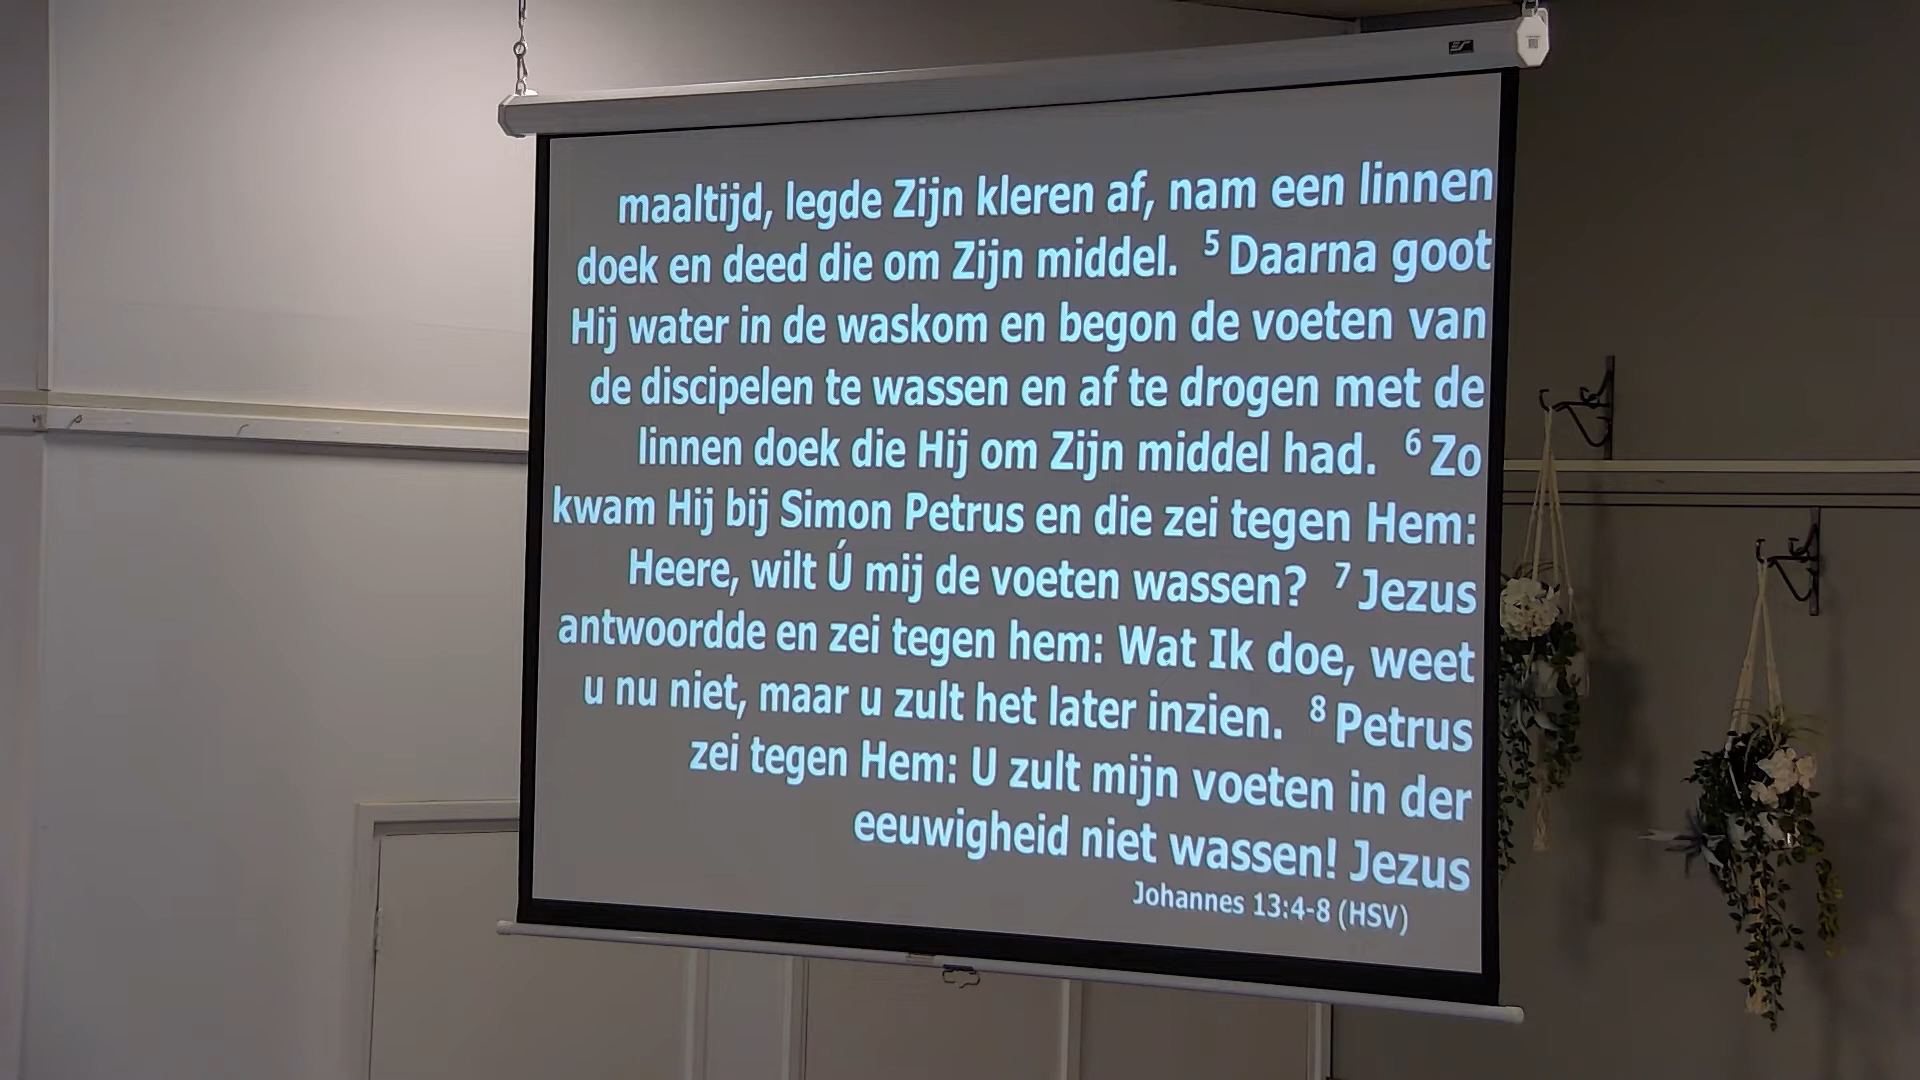 maaltijd, legde Zijn kleren af, nam een linnen
doek en deed die om Zijn middel. 5 Daarna goot
Hij water in de waskom en begon de voeten van
de discipelen te wassen en af te drogen met de
linnen doek die Hij om Zijn middel had. 6 Zo
kwam Hij bij Simon Petrus en die zei tegen Hem:
Heere, wilt Ú mij de voeten wassen? 7 Jezus
antwoordde en zei tegen hem: Wat Ik doe, weet
u nu niet, maar u zult het later inzien. 8 Petrus
zei tegen Hem: U zult mijn voeten in der
eeuwigheid niet wassen! Jezus
Johannes 13:4-8 (HSV)